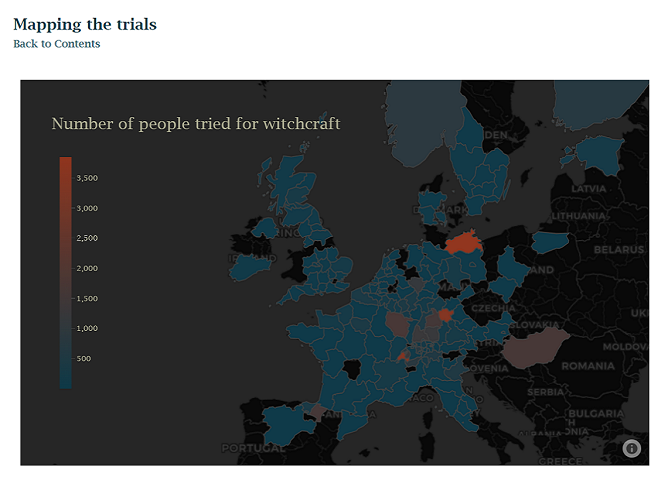 Mapping the trials
Back to Contents
Number of people tried for witchcraft
3,500
3,000
2,500
2,000
1,500
1,000
500
DEN
LATVIA
LITHUANIA
BELARUS
AND
CZECHIA
SLOVAKIA
UK
MOLDOV
ROMANIA
OVENIA
SERBIA
BULGARIA
PORTUGAL
GREECE